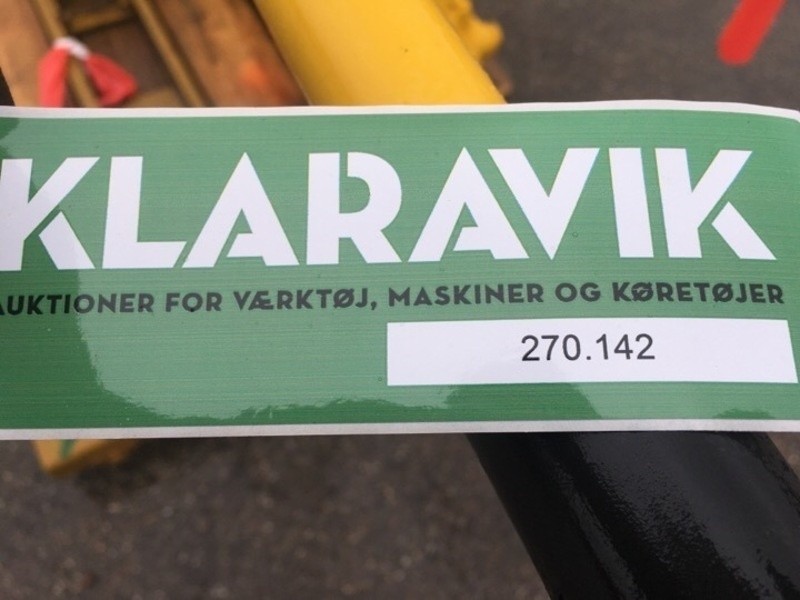 KLARAVIK
AUKTIONER FOR VÆRKTØJ, MASKINER OG KØRETØJER
270.142